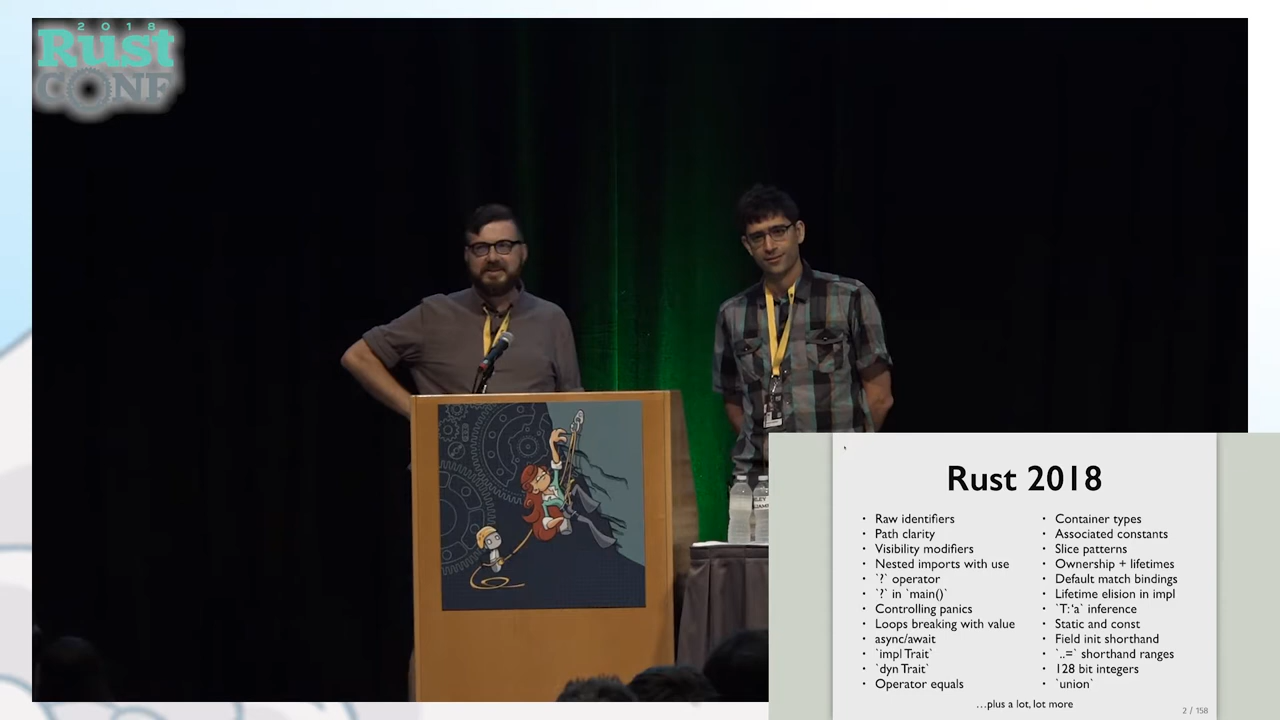 2018
Rust
CONF
Rust 2018
• Raw identifiers
• Path clarity
• Visibility modifiers
• Nested imports with use
• `?` operator
• `?` in `main()`
• Controlling panics
• Loops breaking with value
• async/await
• `impl Trait`
• `dyn Trait`
• Operator equals
• Container types
• Associated constants
• Slice patterns
• Ownership + lifetimes
• Default match bindings
• Lifetime elision in impl
• `T: 'a` inference
• Static and const
• Field init shorthand
• `..=` shorthand ranges
• 128 bit integers
• `union`
...plus a lot, lot more
2 / 158